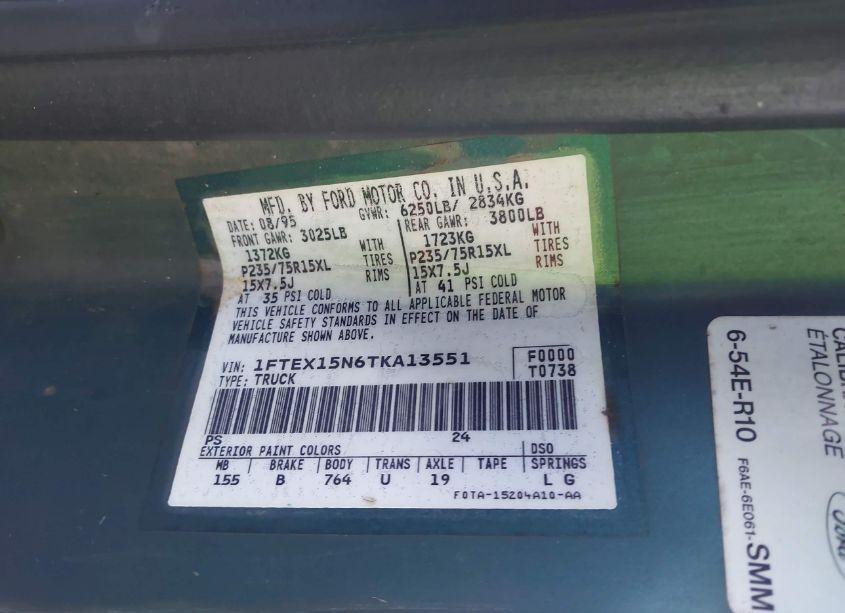 MFD. BY FORD MOTOR CO. IN U.S.A.
DATE: 08/95 GVWR: 6250LB/ 2834KG
FRONT GAWR: 3025LB REAR GAWR: 3800LB
1372KG WITH 1723KG WITH
P235/75R15XL TIRES P235/75R15XL TIRES
15X7.5J RIMS 15X7.5J RIMS
AT 35 PSI COLD AT 41 PSI COLD
THIS VEHICLE CONFORMS TO ALL APPLICABLE FEDERAL MOTOR
VEHICLE SAFETY STANDARDS IN EFFECT ON THE DATE OF
MANUFACTURE SHOWN ABOVE.
VIN: 1FTEX15N6TKA13551 F0000
TYPE: TRUCK T0738
PS 24
EXTERIOR PAINT COLORS DSO
WB BRAKE BODY TRANS AXLE TAPE SPRINGS
155 B 764 U 19 L G
F0TA-15204A10-AA
ÉTALONNAGE
6-54E-R10
F6AE-6E061-
SMM
Ford